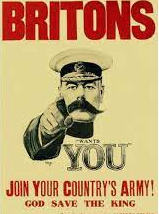 BRITONS
"WANTS
YOU
JOIN YOUR COUNTRY'S ARMY!
GOD SAVE THE KING